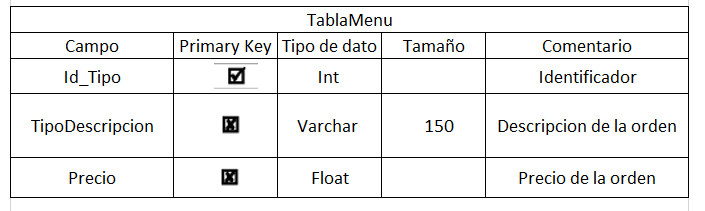 TablaMenu
Campo Primary Key Tipo de dato Tamaño Comentario
Id_Tipo Int Identificador
TipoDescripcion Varchar 150 Descripcion de la orden
Precio Float Precio de la orden